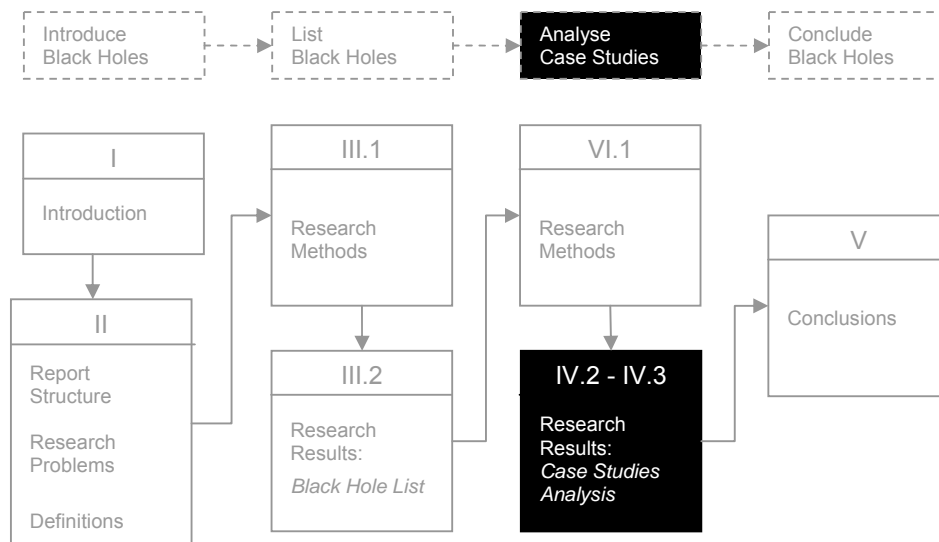 Introduce
Black Holes
List
Black Holes
Analyse
Case Studies
Conclude
Black Holes
I
Introduction
II
Report
Structure
Research
Problems
Definitions
III.1
Research
Methods
III.2
Research
Results:
Black Hole List
VI.1
Research
Methods
IV.2 - IV.3
Research
Results:
Case Studies
Analysis
V
Conclusions